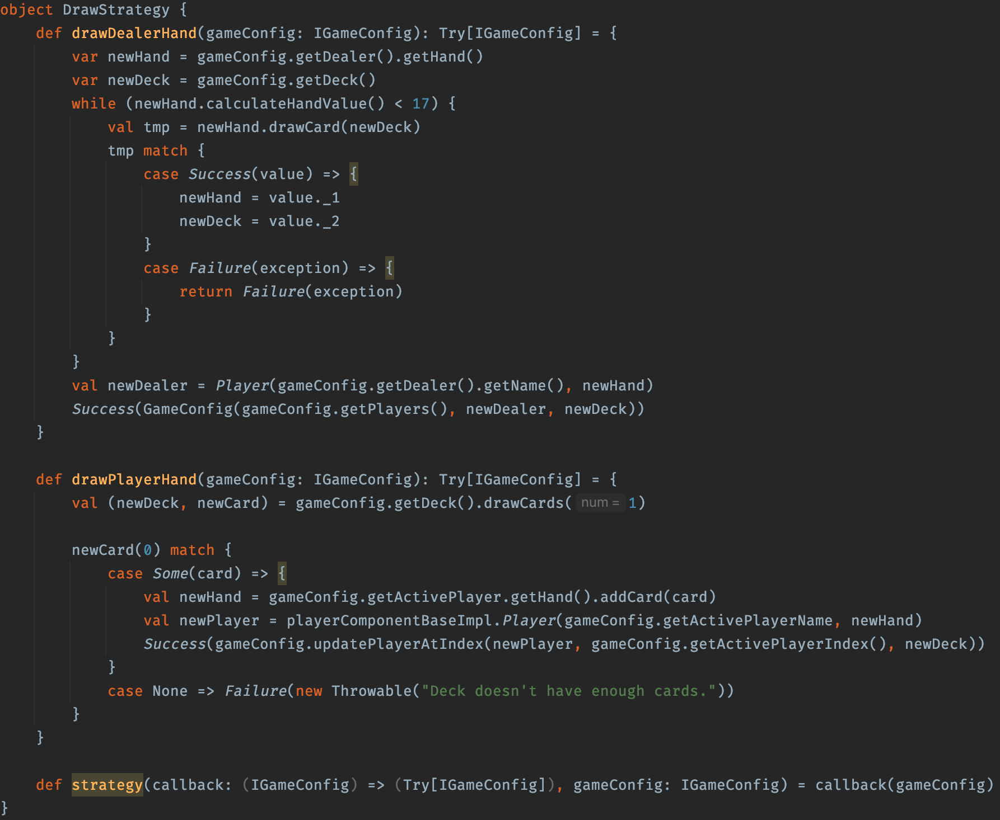 object DrawStrategy {
    def drawDealerHand(gameConfig: IGameConfig): Try[IGameConfig] = {
        var newHand = gameConfig.getDealer().getHand()
        var newDeck = gameConfig.getDeck()
        while (newHand.calculateHandValue() < 17) {
            val tmp = newHand.drawCard(newDeck)
            tmp match {
                case Success(value) => {
                    newHand = value._1
                    newDeck = value._2
                }
                case Failure(exception) => {
                    return Failure(exception)
                }
            }
        }
        val newDealer = Player(gameConfig.getDealer().getName(), newHand)
        Success(GameConfig(gameConfig.getPlayers(), newDealer, newDeck))
    }

    def drawPlayerHand(gameConfig: IGameConfig): Try[IGameConfig] = {
        val (newDeck, newCard) = gameConfig.getDeck().drawCards( num = 1)

        newCard(0) match {
            case Some(card) => {
                val newHand = gameConfig.getActivePlayer.getHand().addCard(card)
                val newPlayer = playerComponentBaseImpl.Player(gameConfig.getActivePlayerName, newHand)
                Success(gameConfig.updatePlayerAtIndex(newPlayer, gameConfig.getActivePlayerIndex(), newDeck))
            }
            case None => Failure(new Throwable("Deck doesn't have enough cards."))
        }
    }

    def strategy(callback: (IGameConfig) => (Try[IGameConfig]), gameConfig: IGameConfig) = callback(gameConfig)
}